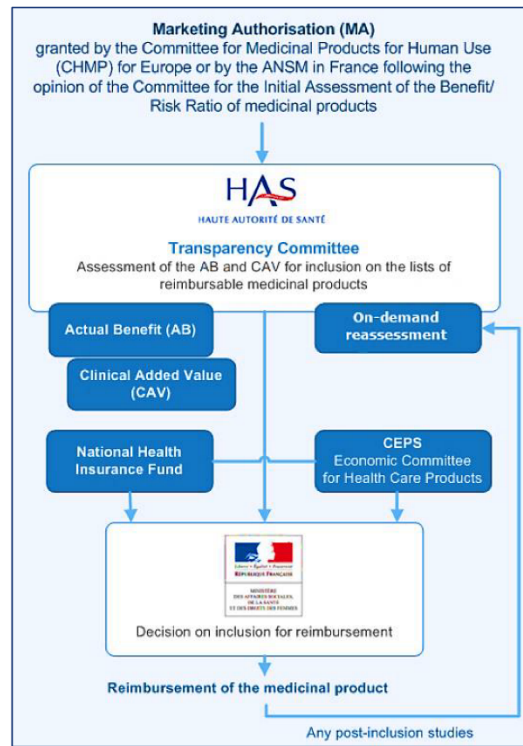 Marketing Authorisation (MA)
granted by the Committee for Medicinal Products for Human Use
(CHMP) for Europe or by the ANSM in France following the
opinion of the Committee for the Initial Assessment of the Benefit/
Risk Ratio of medicinal products
HAS
HAUTE AUTORITÉ DE SANTÉ
Transparency Committee
Assessment of the AB and CAV for inclusion on the lists of
reimbursable medicinal products
Actual Benefit (AB)
On-demand
reassessment
Clinical Added Value
(CAV)
National Health
Insurance Fund
CEPS
Economic Committee
for Health Care Products
Liberté • Égalité • Fraternité
RÉPUBLIQUE FRANÇAISE
MINISTÈRE
DES AFFAIRES SOCIALES,
DE LA SANTÉ
ET DES DROITS DES FEMMES
Decision on inclusion for reimbursement
Reimbursement of the medicinal product
Any post-inclusion studies